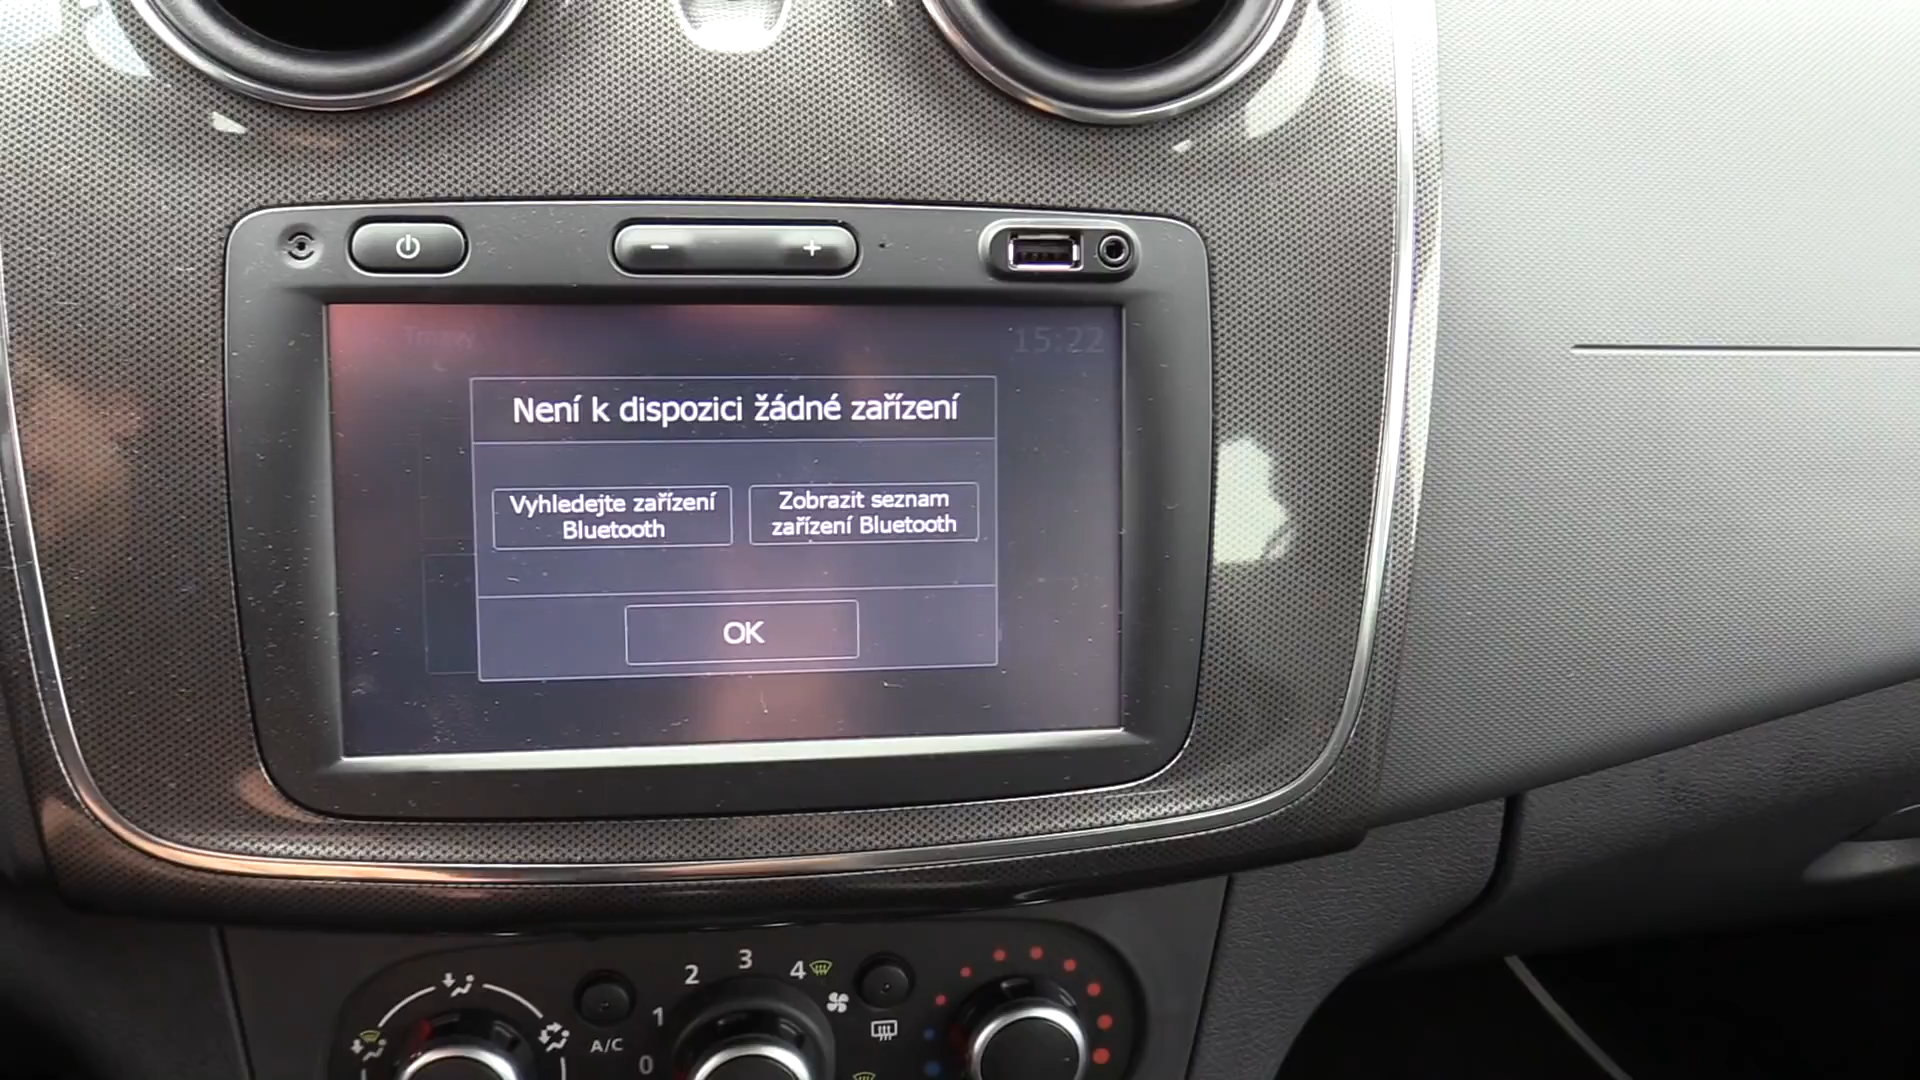 15:22
Není k dispozici žádné zařízení
Vyhledejte zařízení
Bluetooth
Zobrazit seznam
zařízení Bluetooth
OK
A/C
0
1
2
3
4